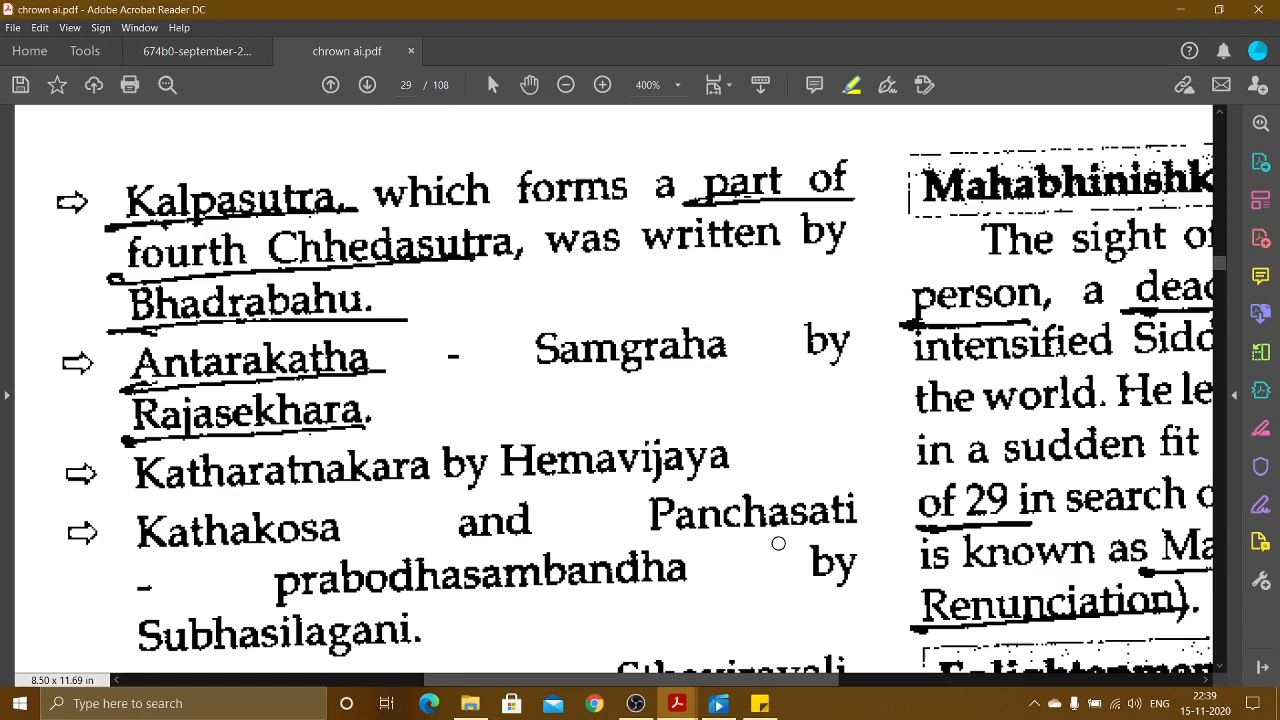 chrown ai.pdf - Adobe Acrobat Reader DC
File Edit View Sign Window Help
Home Tools 674b0-september-2... chrown ai.pdf ×
29 / 108 400%
⇨ Kalpasutra, which forms a part of
fourth Chhedasutra, was written by
Bhadrabahu.
⇨ Antarakatha - Samgraha by
Rajasekhara.
⇨ Katharatnakara by Hemavijaya
⇨ Kathakosa and Panchasati
- prabodhasambandha by
Subhasilagani.
Sthaviravali
Mahabhinishk
The sight of
person, a dead
intensified Sidd
the world. He le
in a sudden fit
of 29 in search o
is known as Ma
Renunciation).
Enlightenmen
8.50 x 11.69 in
Type here to search
22:39
15-11-2020